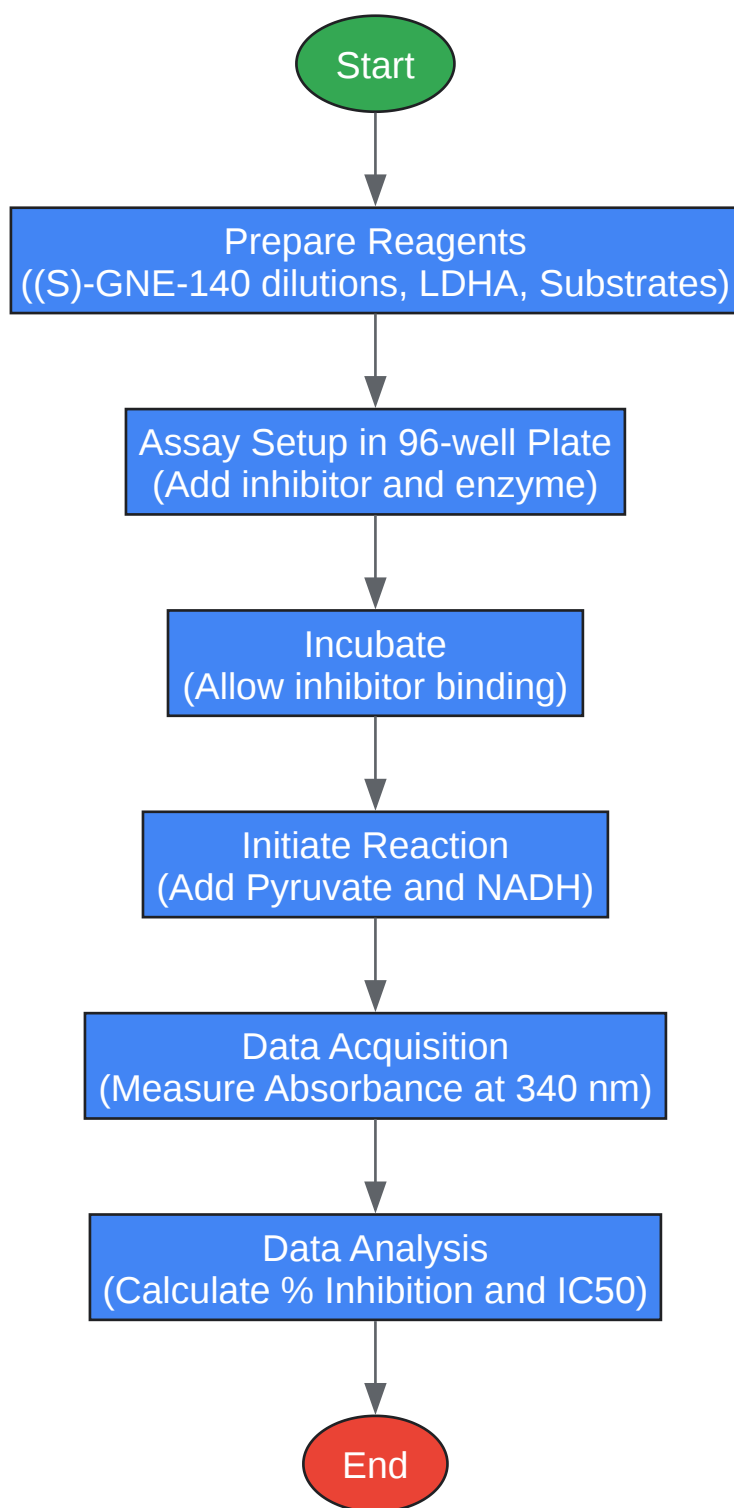 Start
Prepare Reagents
((S)-GNE-140 dilutions, LDHA, Substrates)
Assay Setup in 96-well Plate
(Add inhibitor and enzyme)
Incubate
(Allow inhibitor binding)
Initiate Reaction
(Add Pyruvate and NADH)
Data Acquisition
(Measure Absorbance at 340 nm)
Data Analysis
(Calculate % Inhibition and IC50)
End